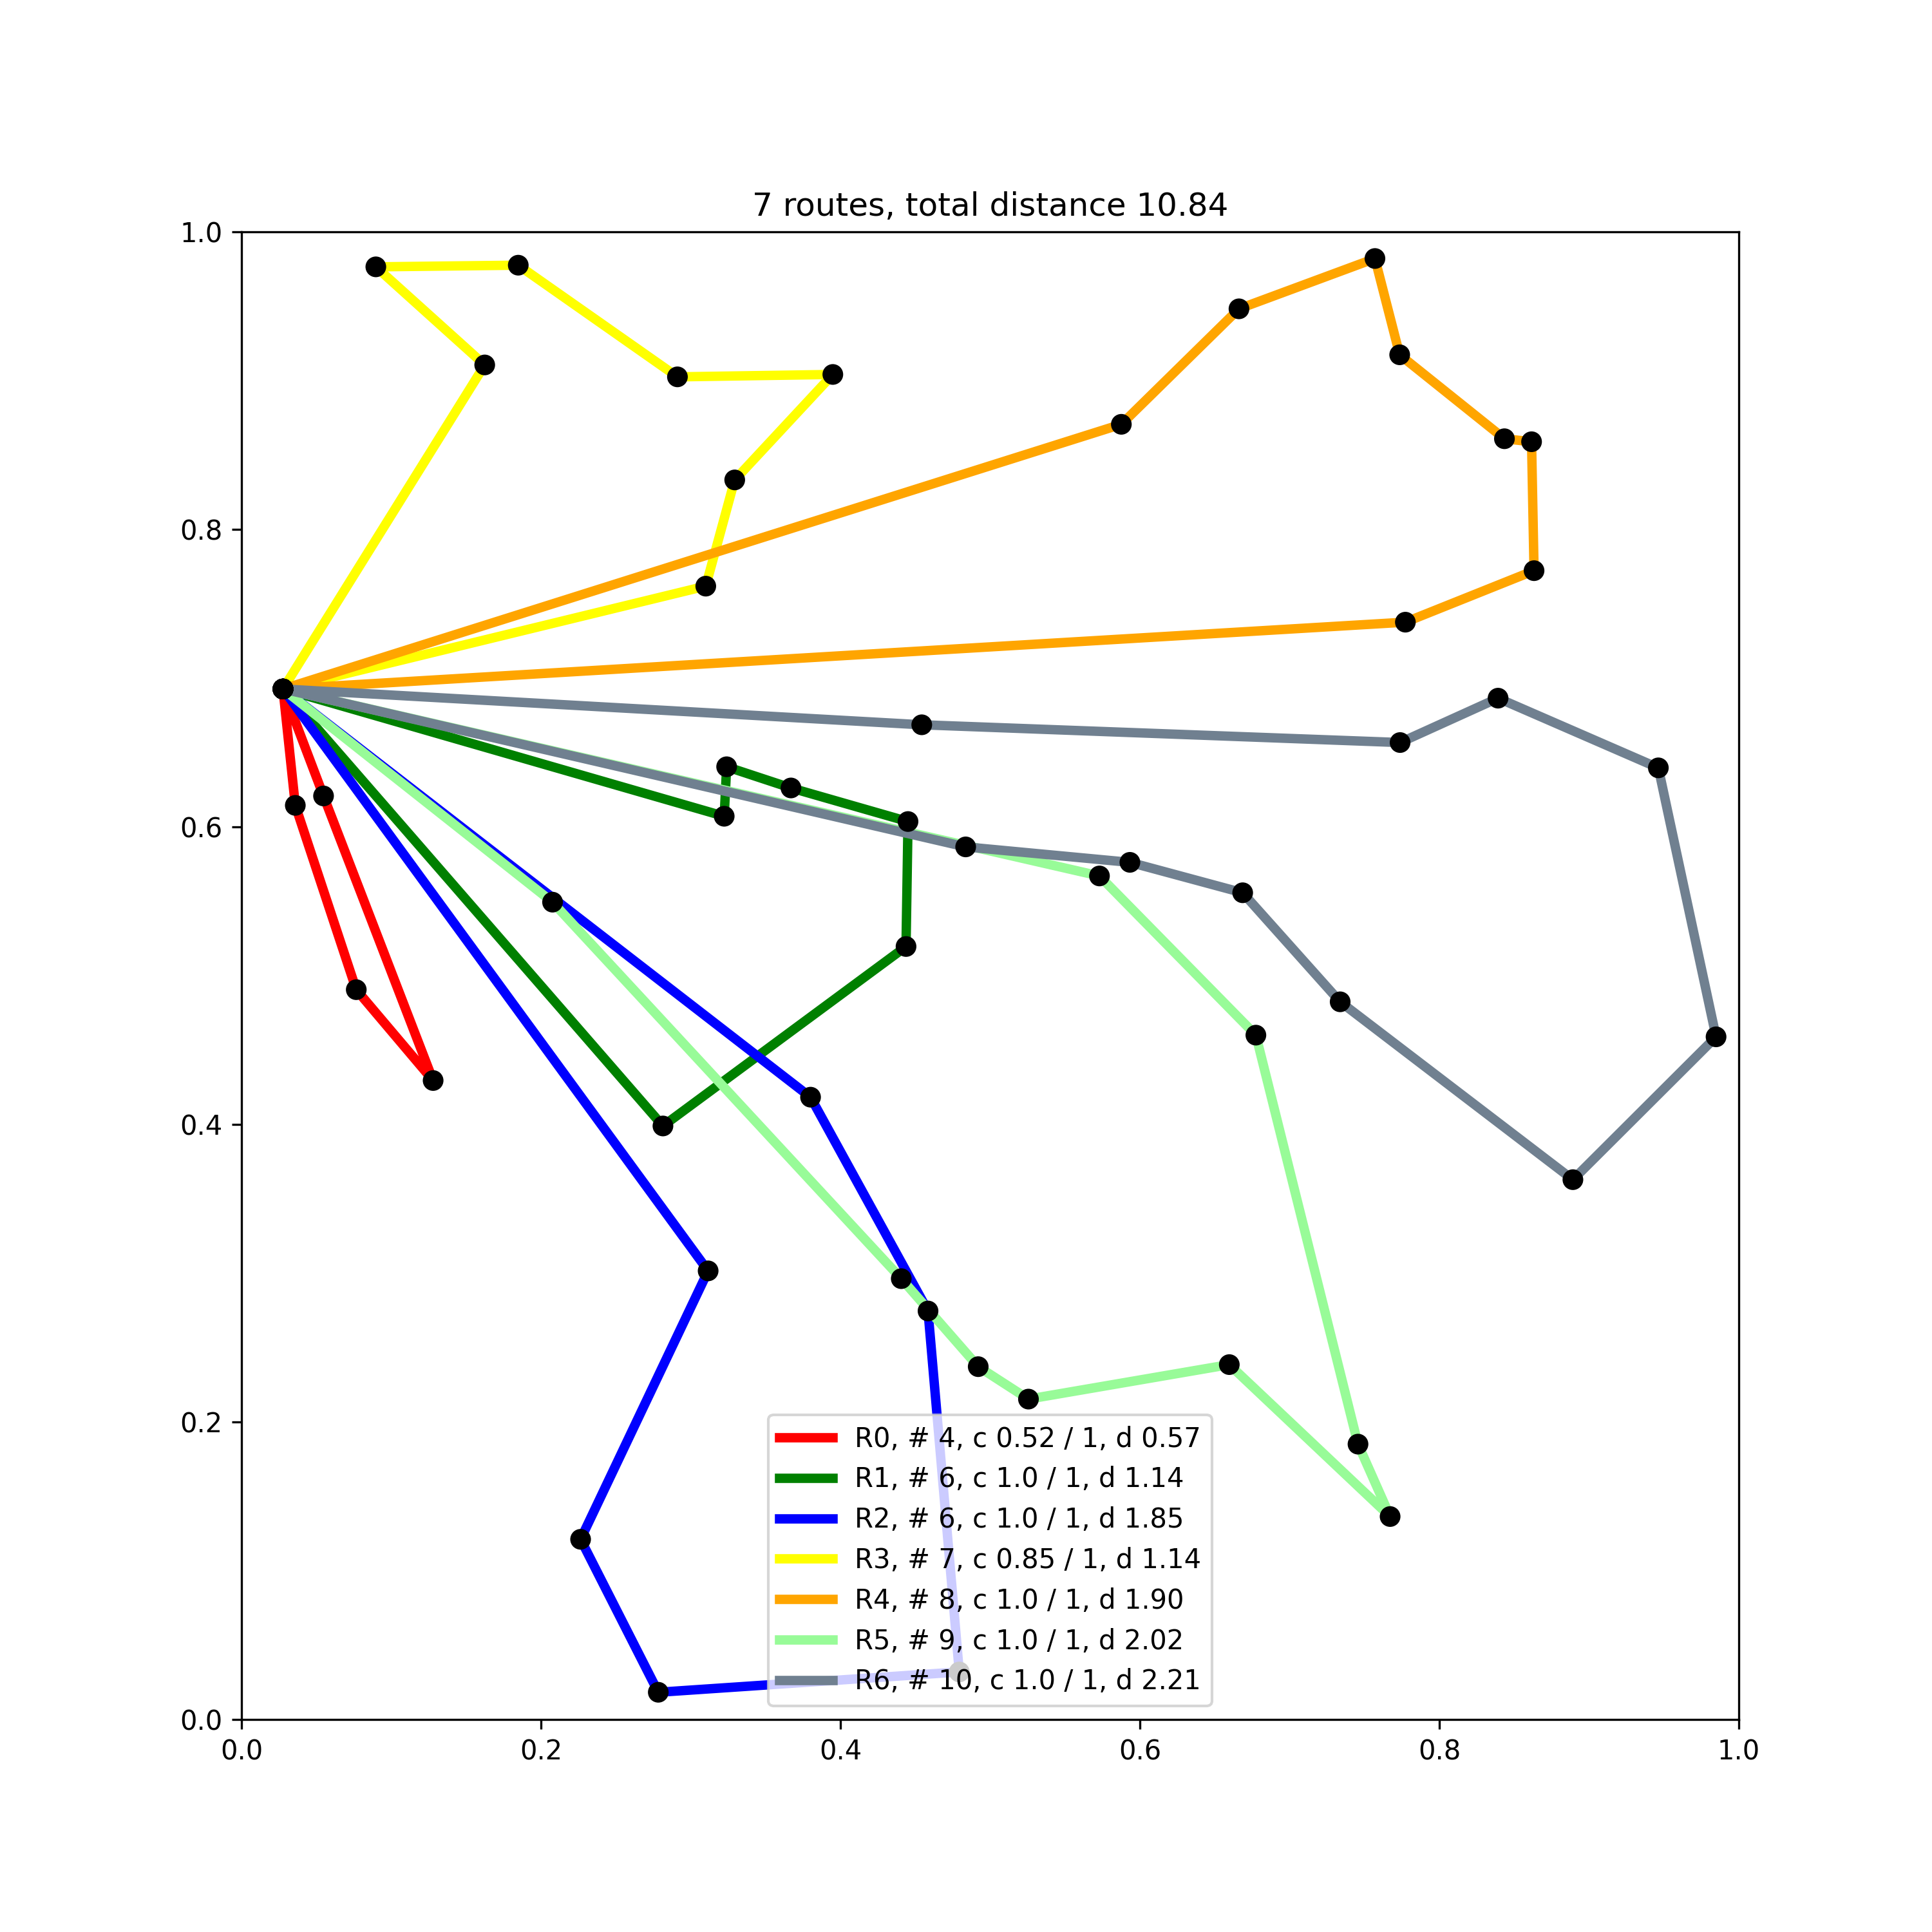 7 routes, total distance 10.84
1.0
0.8
0.6
0.4
0.2
0.0
R0, # 4, c 0.52 / 1, d 0.57
R1, # 6, c 1.0 / 1, d 1.14
R2, # 6, c 1.0 / 1, d 1.85
R3, # 7, c 0.85 / 1, d 1.14
R4, # 8, c 1.0 / 1, d 1.90
R5, # 9, c 1.0 / 1, d 2.02
R6, # 10, c 1.0 / 1, d 2.21
0.0 0.2 0.4 0.6 0.8 1.0